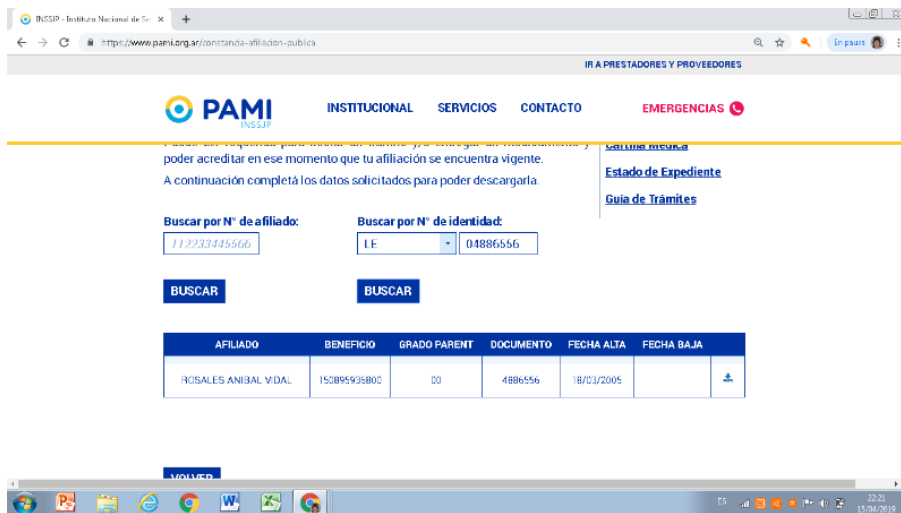 INSSJP - Instituto Nacional de Ser
https://www.pami.org.ar/constancia-afiliacion-publica
En pausa
IR A PRESTADORES Y PROVEEDORES
PAMI
INSSJP
INSTITUCIONAL SERVICIOS CONTACTO
EMERGENCIAS
poder acreditar en ese momento que tu afiliación se encuentra vigente.
A continuación completá los datos solicitados para poder descargarla.
Cartilla Médica
Estado de Expediente
Guía de Trámites
Buscar por N° de afiliado:
112233445566
BUSCAR
Buscar por N° de identidad:
LE 04886556
BUSCAR
AFILIADO BENEFICIO GRADO PARENT DOCUMENTO FECHA ALTA FECHA BAJA
ROSALES ANIBAL VIDAL 150895936800 00 4886556 18/03/2005
VOLVER
ES
22:21
15/04/2019